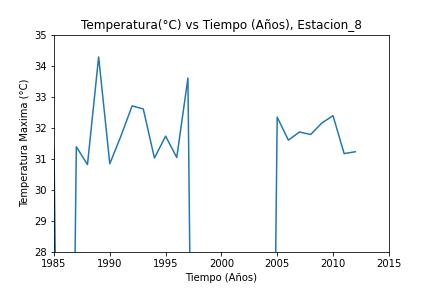 Temperatura(°C) vs Tiempo (Años), Estacion_8
35
34
33
32
31
30
29
28
Temperatura Maxima (°C)
1985 1990 1995 2000 2005 2010 2015
Tiempo (Años)